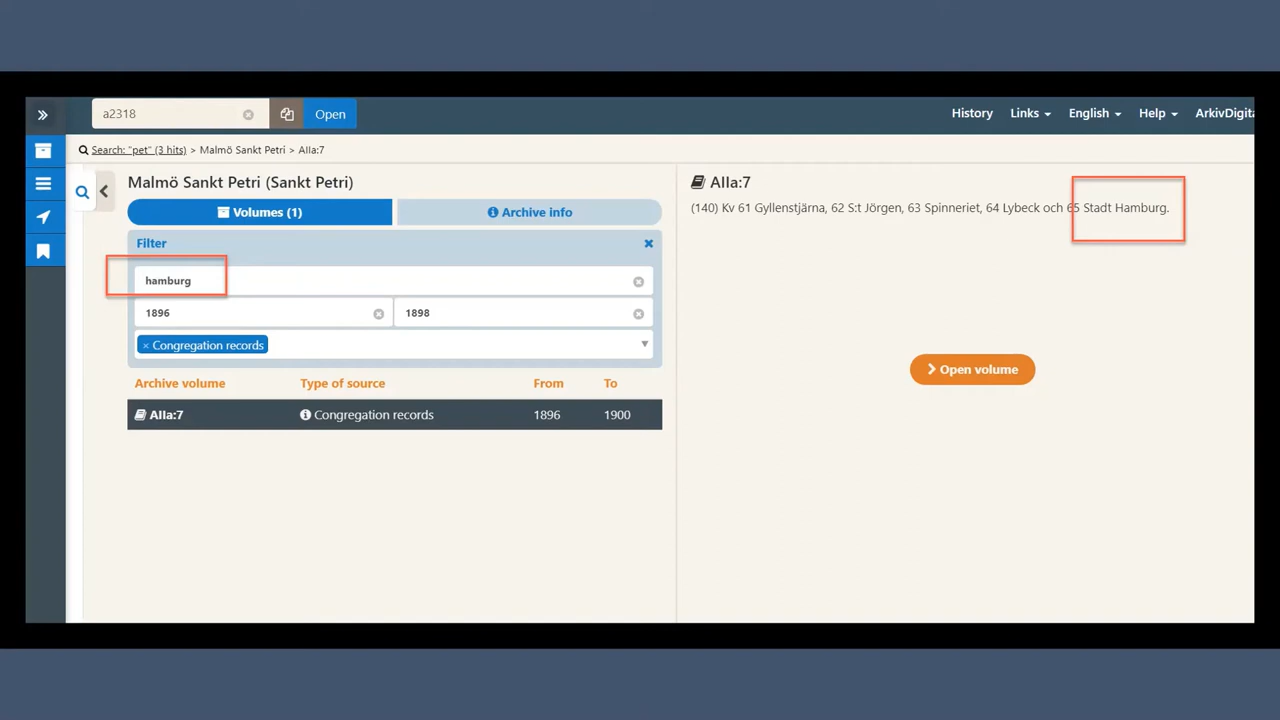 a2318
Open
History
Links
English
Help
ArkivDigita
Search: "pet" (3 hits) > Malmö Sankt Petri > AIIa:7
Malmö Sankt Petri (Sankt Petri)
Volumes (1)
Archive info
Filter
hamburg
1896
1898
× Congregation records
Archive volume Type of source From To
AIIa:7 Congregation records 1896 1900
AIIa:7
(140) Kv 61 Gyllenstjärna, 62 S:t Jörgen, 63 Spinneriet, 64 Lybeck och 65 Stadt Hamburg.
Open volume